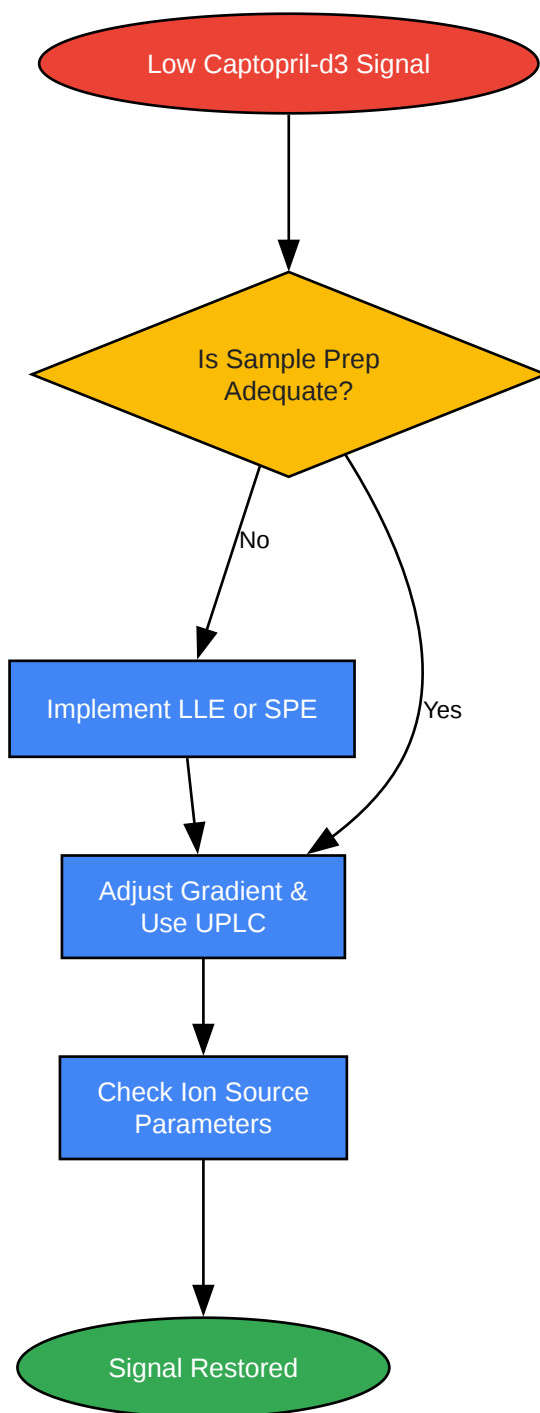 Low Captopril-d3 Signal
Is Sample Prep
Adequate?
No
Implement LLE or SPE
Yes
Adjust Gradient &
Use UPLC
Check Ion Source
Parameters
Signal Restored